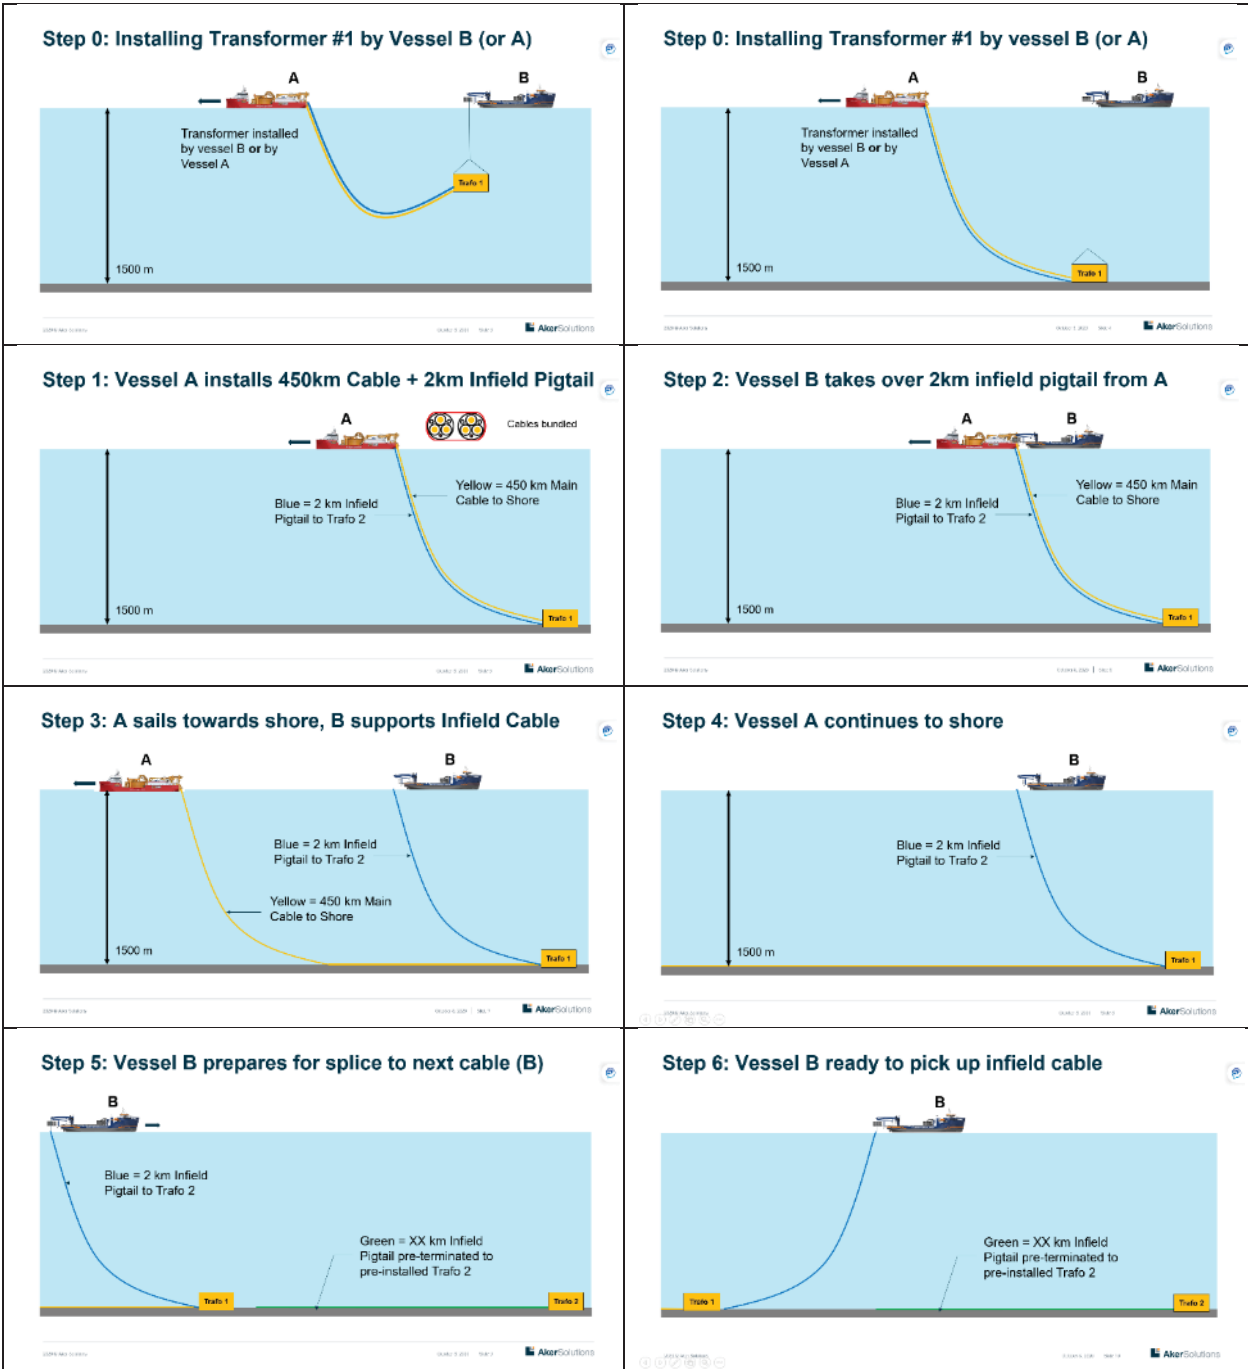 Step 0: Installing Transformer #1 by Vessel B (or A)
A
B
Transformer installed
by vessel B or by
Vessel A
Trafo 1
1500 m
AkerSolutions
Step 0: Installing Transformer #1 by vessel B (or A)
A
B
Transformer installed
by vessel B or by
Vessel A
1500 m
Trafo 1
AkerSolutions
Step 1: Vessel A installs 450km Cable + 2km Infield Pigtail
A
Cables bundled
Yellow = 450 km Main
Cable to Shore
Blue = 2 km Infield
Pigtail to Trafo 2
1500 m
Trafo 1
AkerSolutions
Step 2: Vessel B takes over 2km infield pigtail from A
A
B
Yellow = 450 km Main
Cable to Shore
Blue = 2 km Infield
Pigtail to Trafo 2
1500 m
Trafo 1
AkerSolutions
Step 3: A sails towards shore, B supports Infield Cable
A
B
Blue = 2 km Infield
Pigtail to Trafo 2
Yellow = 450 km Main
Cable to Shore
1500 m
Trafo 1
AkerSolutions
Step 4: Vessel A continues to shore
B
Blue = 2 km Infield
Pigtail to Trafo 2
1500 m
Trafo 1
AkerSolutions
Step 5: Vessel B prepares for splice to next cable (B)
B
Blue = 2 km Infield
Pigtail to Trafo 2
Green = XX km Infield
Pigtail pre-terminated to
pre-installed Trafo 2
Trafo 1
Trafo 2
AkerSolutions
Step 6: Vessel B ready to pick up infield cable
B
Green = XX km Infield
Pigtail pre-terminated to
pre-installed Trafo 2
Trafo 1
Trafo 2
AkerSolutions